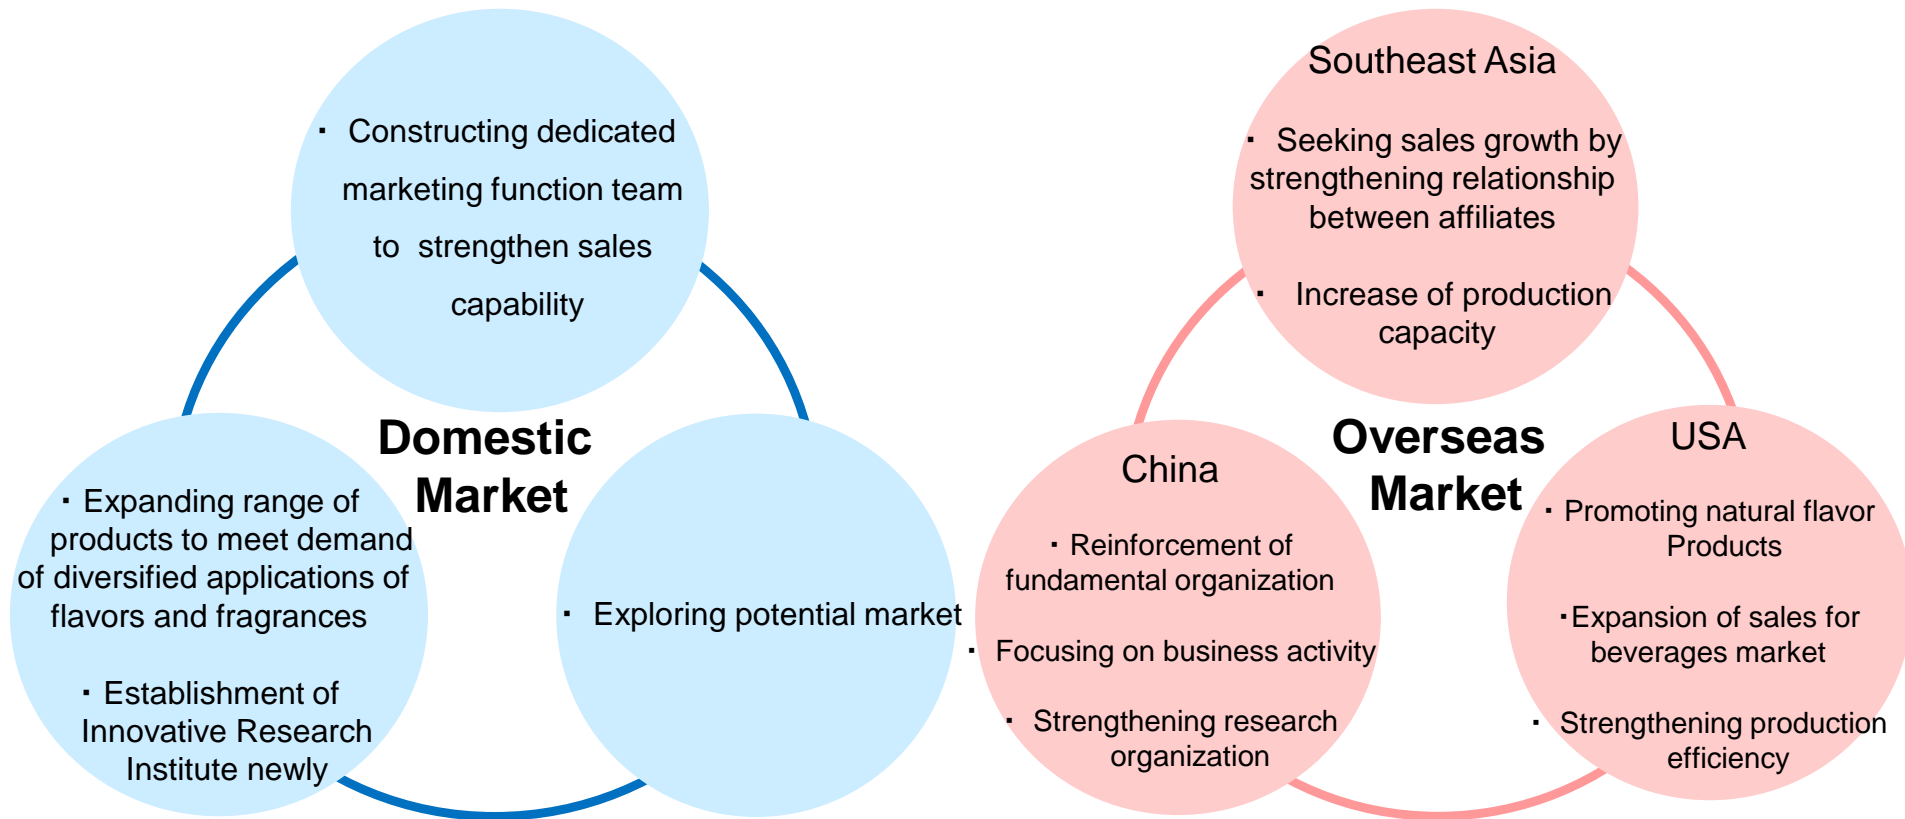 ・ Constructing dedicated
marketing function team
to strengthen sales
capability
Domestic
Market
・Expanding range of
products to meet demand
of diversified applications of
flavors and fragrances
・Establishment of
Innovative Research
Institute newly
・ Exploring potential market
Southeast Asia
・ Seeking sales growth by
strengthening relationship
between affiliates
・ Increase of production
capacity
Overseas
Market
China
・Reinforcement of
fundamental organization
・ Focusing on business activity
・ Strengthening research
organization
USA
・Promoting natural flavor
Products
・Expansion of sales for
beverages market
・ Strengthening production
efficiency